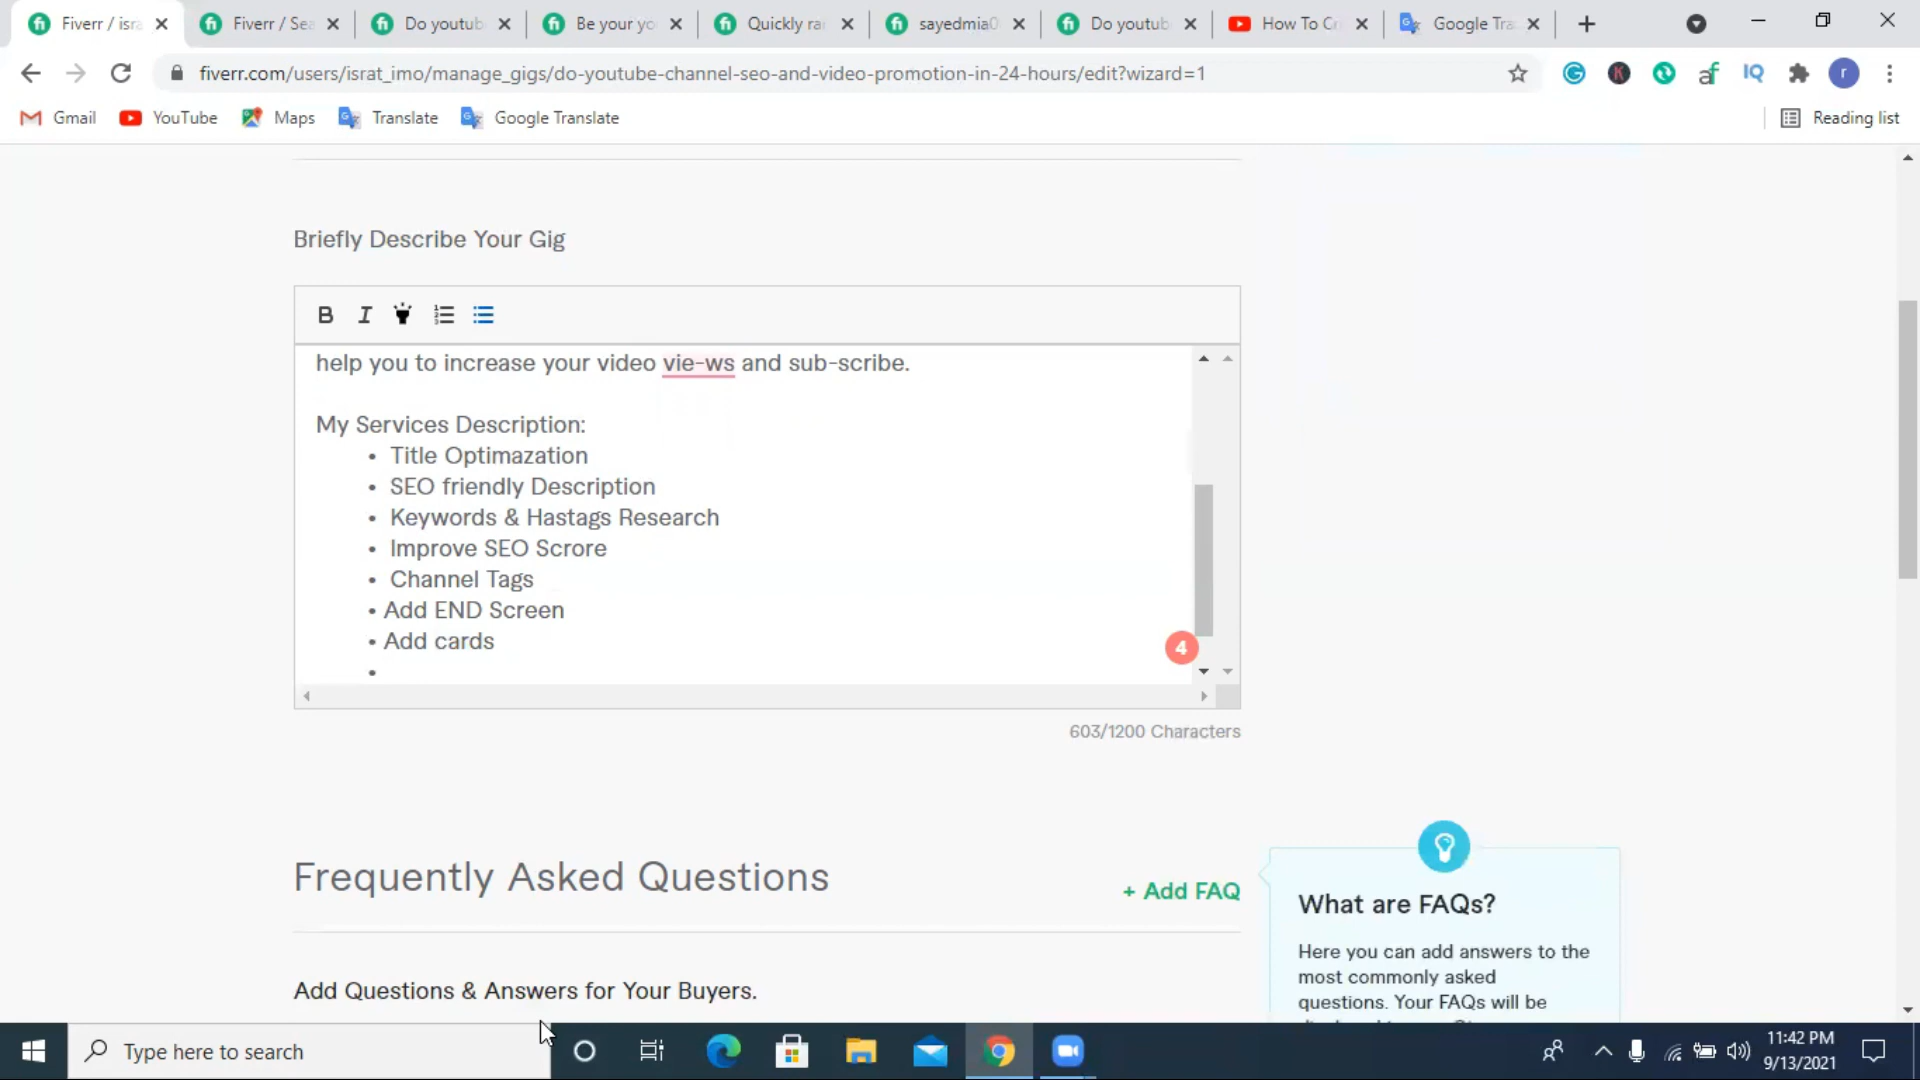 Fiverr / isra
Fiverr / Sea
Do youtub
Be your yo
Quickly ra
sayedmia0
Do youtub
How To Cr
Google Tra
fiverr.com/users/israt_imo/manage_gigs/do-youtube-channel-seo-and-video-promotion-in-24-hours/edit?wizard=1
Gmail
YouTube
Maps
Translate
Google Translate
Reading list
Briefly Describe Your Gig
help you to increase your video vie-ws and sub-scribe.
My Services Description:
• Title Optimazation
• SEO friendly Description
• Keywords & Hastags Research
• Improve SEO Scrore
• Channel Tags
• Add END Screen
• Add cards
•
4
603/1200 Characters
Frequently Asked Questions
+ Add FAQ
Add Questions & Answers for Your Buyers.
What are FAQs?
Here you can add answers to the
most commonly asked
questions. Your FAQs will be
Type here to search
11:42 PM
9/13/2021